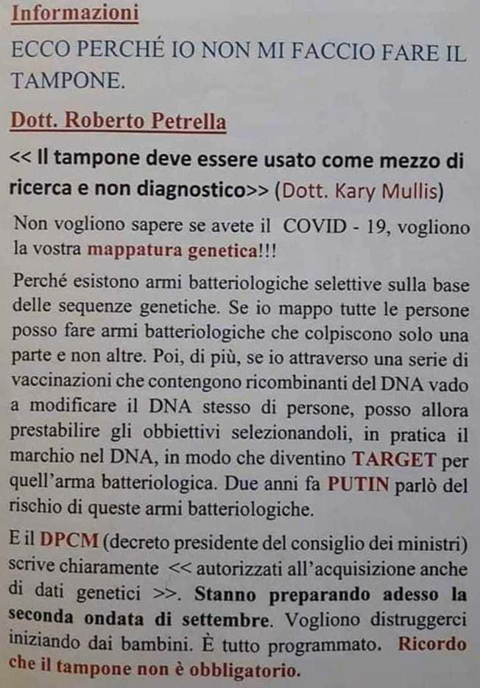 Informazioni
ECCO PERCHÉ IO NON MI FACCIO FARE IL
TAMPONE.
Dott. Roberto Petrella
<< Il tampone deve essere usato come mezzo di
ricerca e non diagnostico>> (Dott. Kary Mullis)
Non vogliono sapere se avete il COVID - 19, vogliono
la vostra mappatura genetica!!!
Perché esistono armi batteriologiche selettive sulla base
delle sequenze genetiche. Se io mappo tutte le persone
posso fare armi batteriologiche che colpiscono solo una
parte e non altre. Poi, di più, se io attraverso una serie di
vaccinazioni che contengono ricombinanti del DNA vado
a modificare il DNA stesso di persone, posso allora
prestabilire gli obbiettivi selezionandoli, in pratica il
marchio nel DNA, in modo che diventino TARGET per
quell'arma batteriologica. Due anni fa PUTIN parlò del
rischio di queste armi batteriologiche.
E il DPCM (decreto presidente del consiglio dei ministri)
scrive chiaramente << autorizzati all'acquisizione anche
di dati genetici >>. Stanno preparando adesso la
seconda ondata di settembre. Vogliono distruggerci
iniziando dai bambini. È tutto programmato. Ricordo
che il tampone non è obbligatorio.